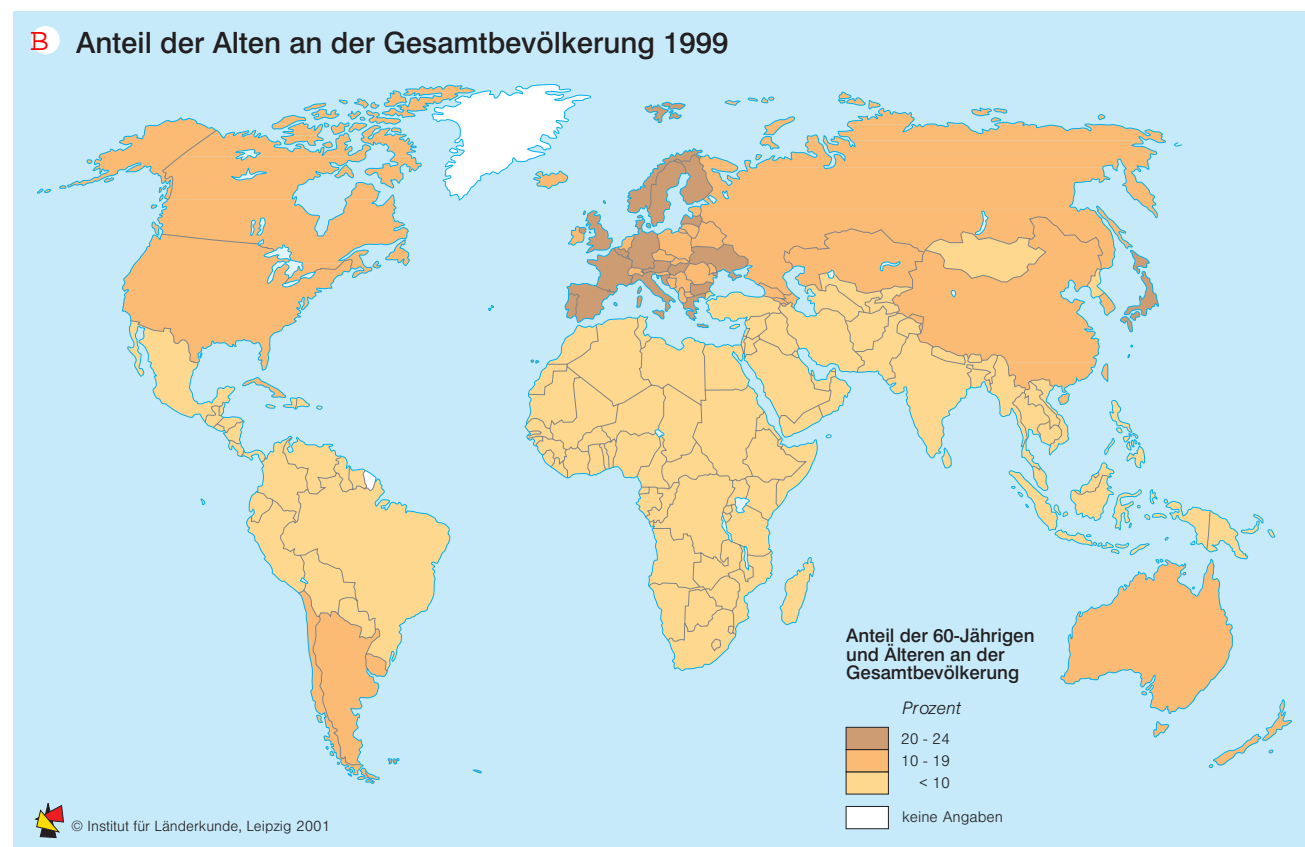 B Anteil der Alten an der Gesamtbevölkerung 1999
Anteil der 60-Jährigen
und Älteren an der
Gesamtbevölkerung
Prozent
20 - 24
10 - 19
< 10
keine Angaben
© Institut für Länderkunde, Leipzig 2001